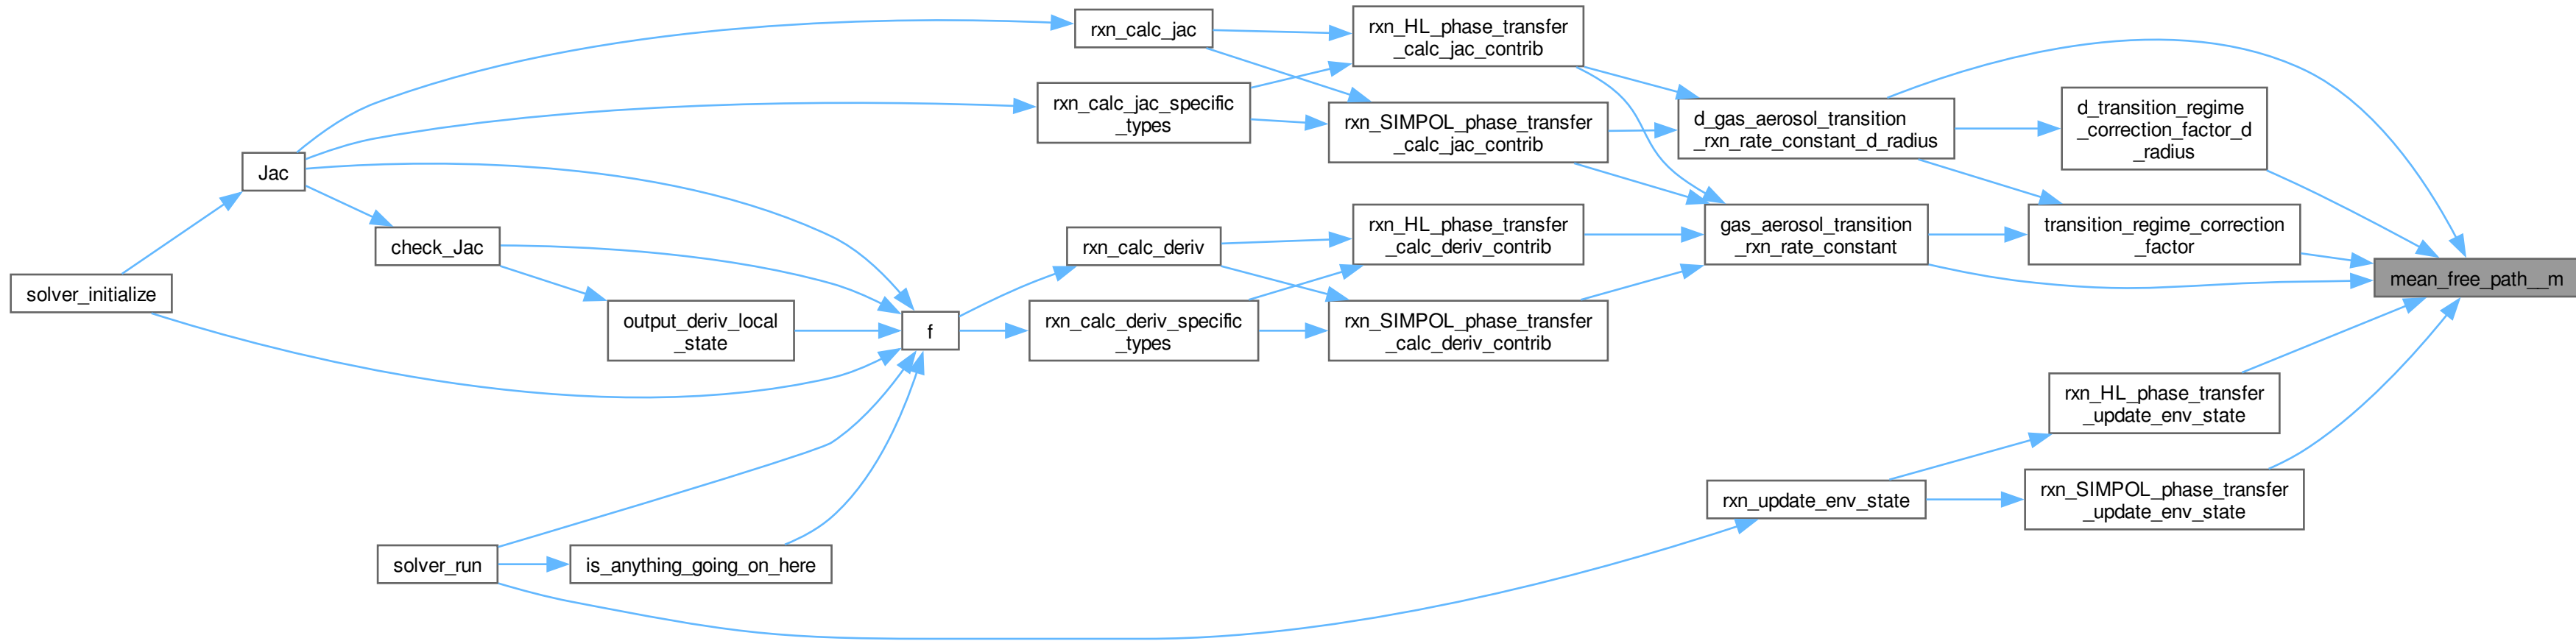 solver_initialize
Jac
check_Jac
output_deriv_local
_state
solver_run
is_anything_going_on_here
f
rxn_calc_jac
rxn_calc_jac_specific
_types
rxn_calc_deriv
rxn_calc_deriv_specific
_types
rxn_HL_phase_transfer
_calc_jac_contrib
rxn_SIMPOL_phase_transfer
_calc_jac_contrib
rxn_HL_phase_transfer
_calc_deriv_contrib
rxn_SIMPOL_phase_transfer
_calc_deriv_contrib
d_gas_aerosol_transition
_rxn_rate_constant_d_radius
gas_aerosol_transition
_rxn_rate_constant
rxn_update_env_state
d_transition_regime
_correction_factor_d
_radius
transition_regime_correction
_factor
rxn_HL_phase_transfer
_update_env_state
rxn_SIMPOL_phase_transfer
_update_env_state
mean_free_path__m